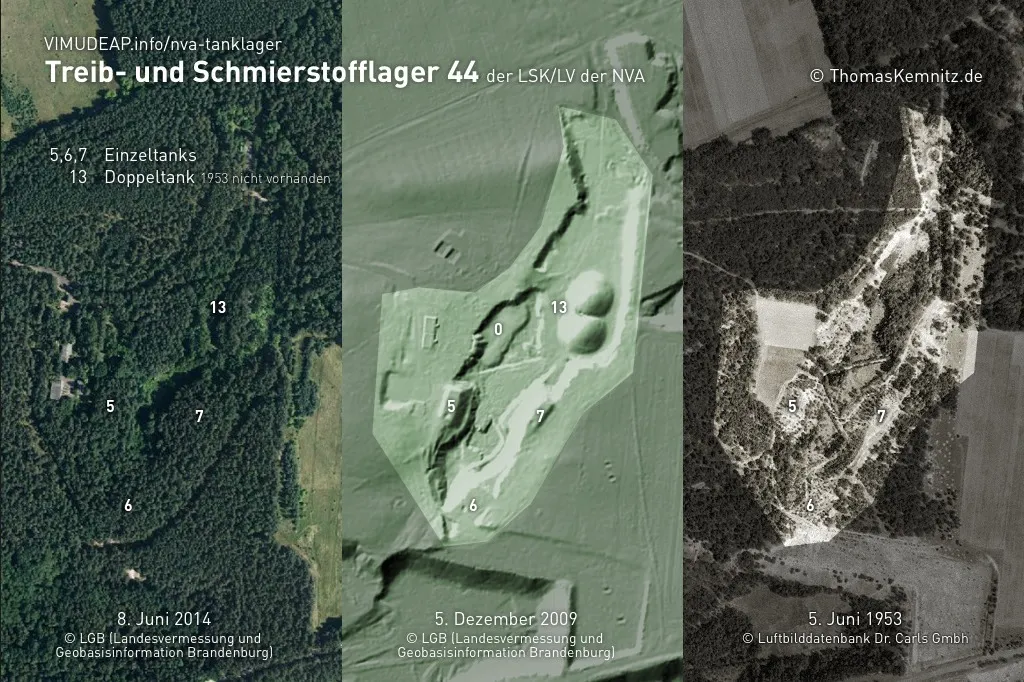 VIMUDEAP.info/nva-tanklager
Treib- und Schmierstofflager 44 der LSK/LV der NVA
© ThomasKemnitz.de
5,6,7 Einzeltanks
13 Doppeltank 1953 nicht vorhanden
13
5
7
6
8. Juni 2014
© LGB (Landesvermessung und
Geobasisinformation Brandenburg)
13
0
5
7
6
5. Dezember 2009
© LGB (Landesvermessung und
Geobasisinformation Brandenburg)
5
7
6
5. Juni 1953
© Luftbilddatenbank Dr. Carls Gmbh